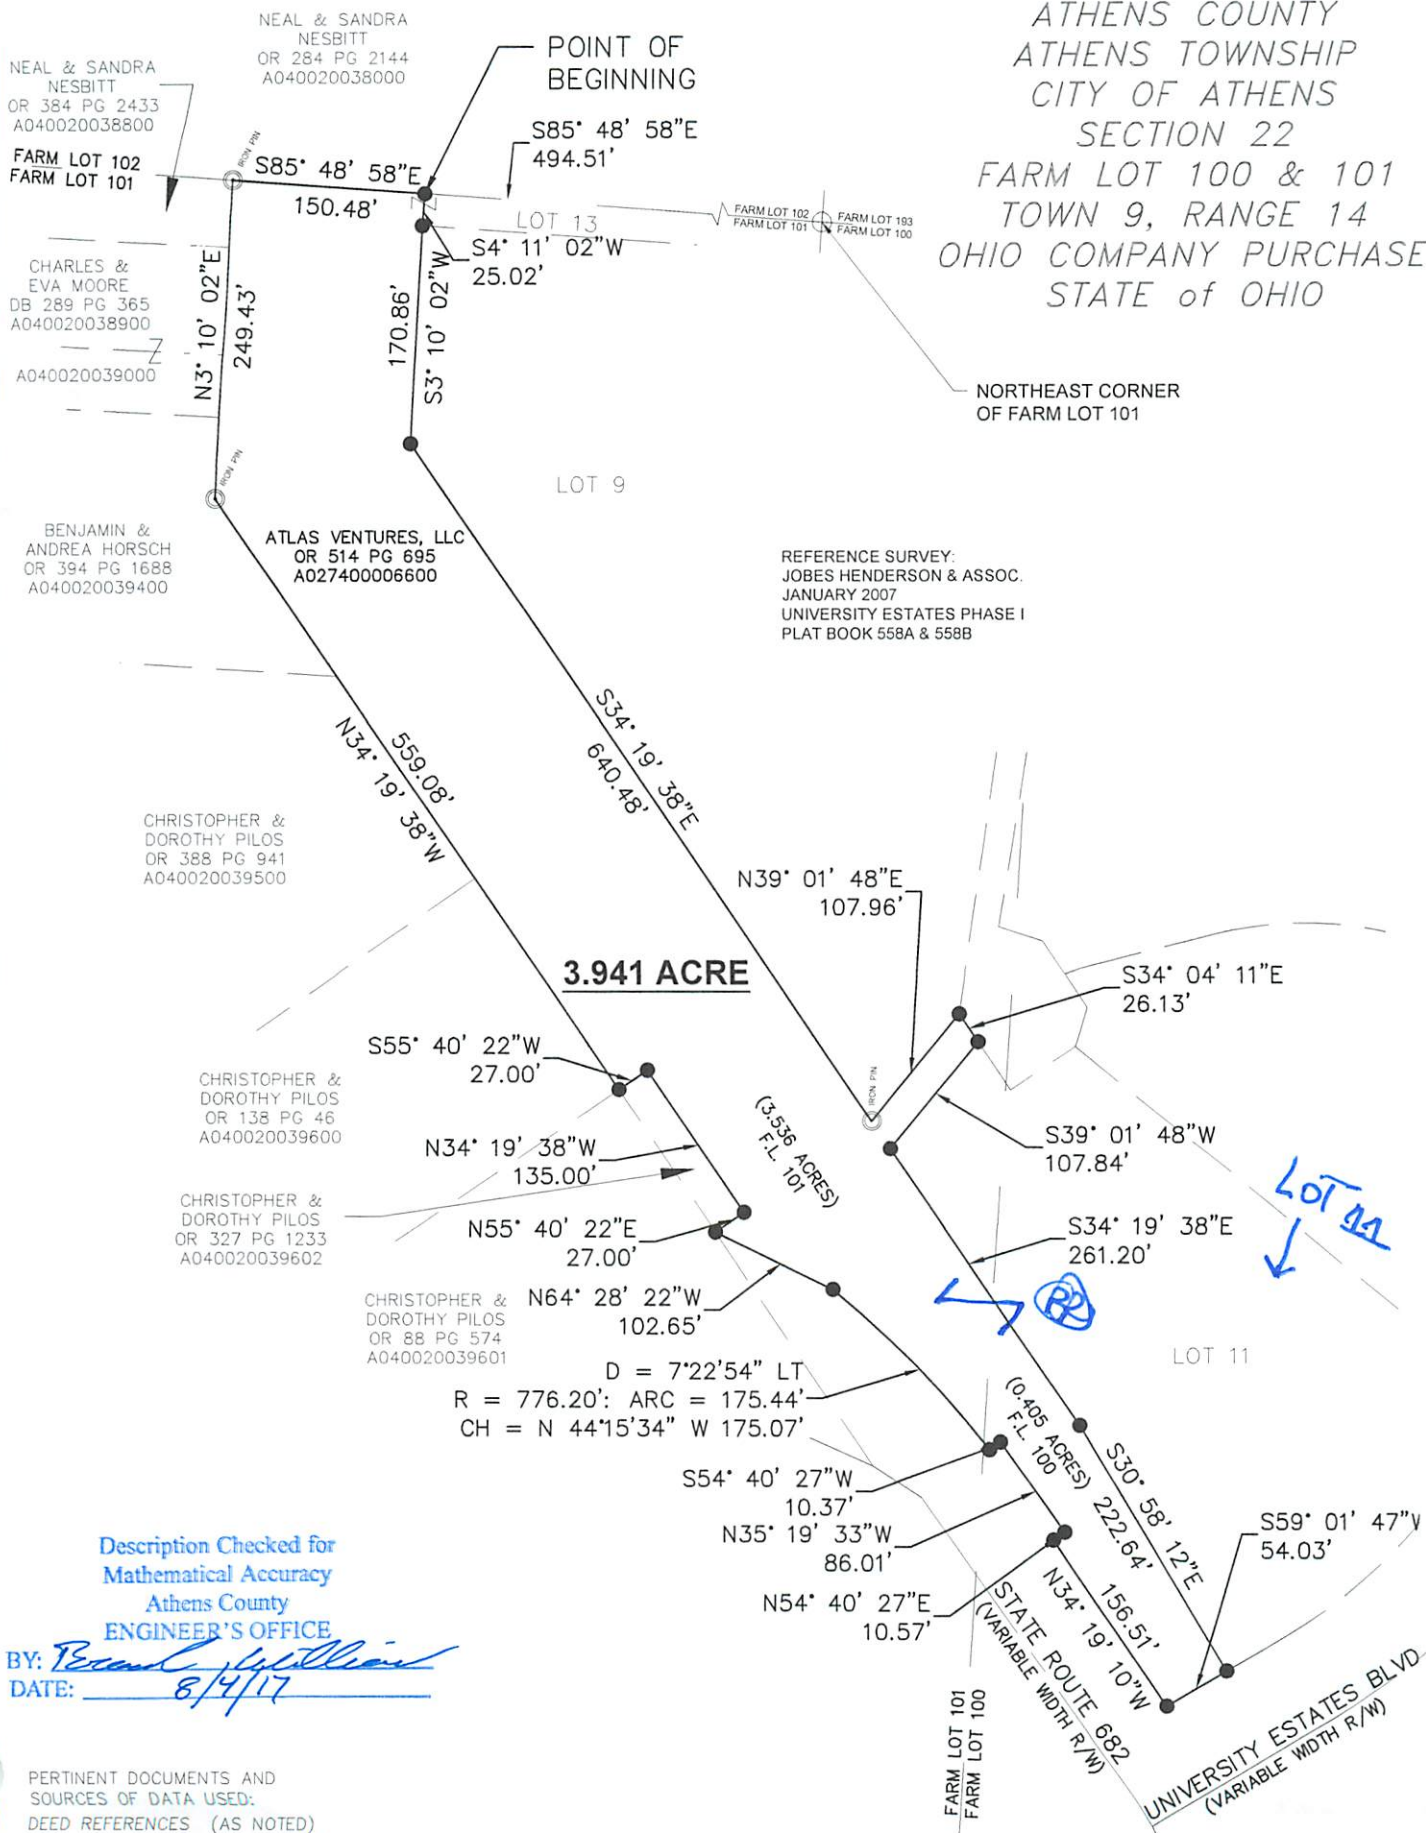 NEAL & SANDRA
NESBITT
OR 284 PG 2144
A040020038000
NEAL & SANDRA
NESBITT
OR 384 PG 2433
A040020038800
FARM LOT 102
FARM LOT 101
POINT OF
BEGINNING
S85° 48' 58"E
494.51'
ATHENS COUNTY
ATHENS TOWNSHIP
CITY OF ATHENS
SECTION 22
FARM LOT 100 & 101
TOWN 9, RANGE 14
OHIO COMPANY PURCHASE
STATE of OHIO
IRON PIN
S85° 48' 58"E
150.48'
LOT 13
FARM LOT 102
FARM LOT 101
FARM LOT 193
FARM LOT 100
S4° 11' 02"W
25.02'
CHARLES &
EVA MOORE
DB 289 PG 365
A040020038900
A040020039000
N3° 10' 02"E
249.43'
170.86'
S3° 10' 02"W
NORTHEAST CORNER
OF FARM LOT 101
IRON PIN
LOT 9
BENJAMIN &
ANDREA HORSCH
OR 394 PG 1688
A040020039400
ATLAS VENTURES, LLC
OR 514 PG 695
A027400006600
REFERENCE SURVEY:
JOBES HENDERSON & ASSOC.
JANUARY 2007
UNIVERSITY ESTATES PHASE I
PLAT BOOK 558A & 558B
559.08'
N34° 19' 38"W
S34° 19' 38"E
640.48'
CHRISTOPHER &
DOROTHY PILOS
OR 388 PG 941
A040020039500
N39° 01' 48"E
107.96'
3.941 ACRE
S34° 04' 11"E
26.13'
S55° 40' 22"W
27.00'
CHRISTOPHER &
DOROTHY PILOS
OR 138 PG 46
A040020039600
IRON PIN
(3.536 ACRES)
F.L. 101
S39° 01' 48"W
107.84'
N34° 19' 38"W
135.00'
CHRISTOPHER &
DOROTHY PILOS
OR 327 PG 1233
A040020039602
N55° 40' 22"E
27.00'
S34° 19' 38"E
261.20'
LOT 11
CHRISTOPHER &
DOROTHY PILOS
OR 88 PG 574
A040020039601
N64° 28' 22"W
102.65'
LOT 11
D = 7°22'54" LT
R = 776.20': ARC = 175.44'
CH = N 44°15'34" W 175.07'
(0.405 ACRES)
F.L. 100
S54° 40' 27"W
10.37'
S30° 58' 12"E
222.64'
N35° 19' 33"W
86.01'
S59° 01' 47"W
54.03'
N54° 40' 27"E
10.57'
156.51'
N34° 19' 10"W
Description Checked for
Mathematical Accuracy
Athens County
ENGINEER'S OFFICE
BY:
DATE: 8/4/17
STATE ROUTE 682
(VARIABLE WIDTH R/W)
FARM LOT 101
FARM LOT 100
UNIVERSITY ESTATES BLVD
(VARIABLE WIDTH R/W)
PERTINENT DOCUMENTS AND
SOURCES OF DATA USED:
DEED REFERENCES (AS NOTED)